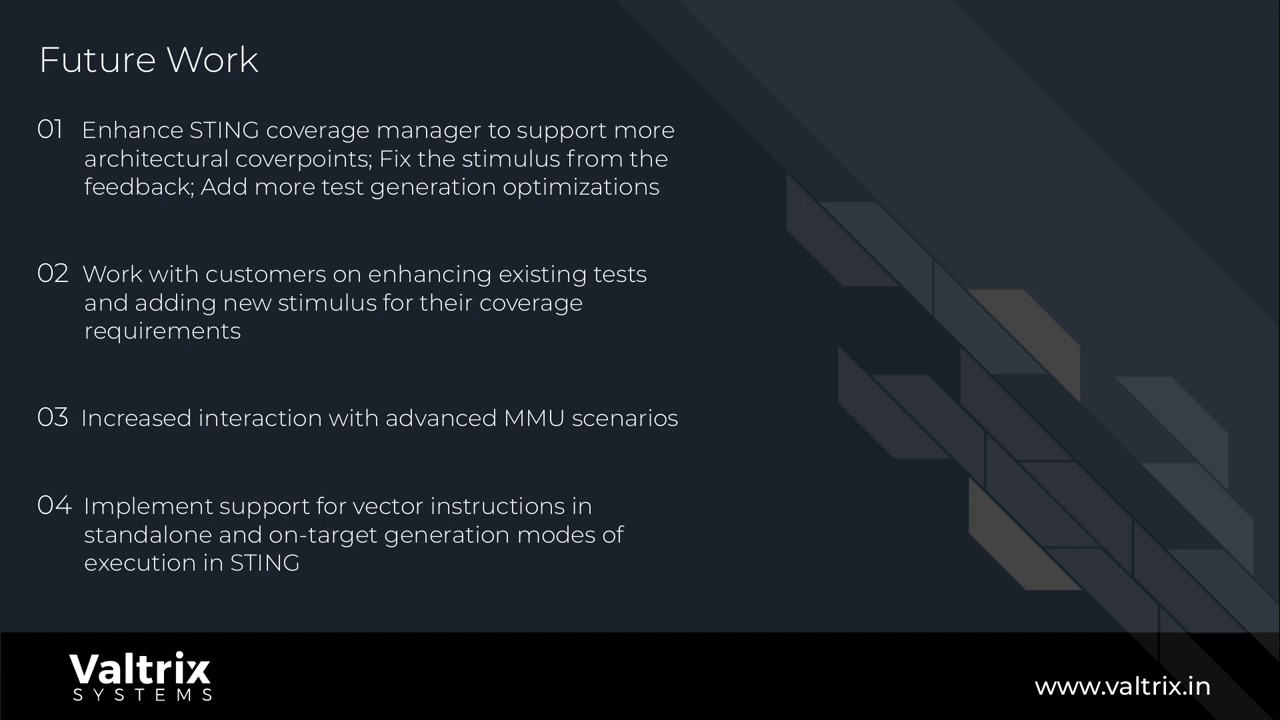 Future Work
01 Enhance STING coverage manager to support more
architectural coverpoints; Fix the stimulus from the
feedback; Add more test generation optimizations
02 Work with customers on enhancing existing tests
and adding new stimulus for their coverage
requirements
03 Increased interaction with advanced MMU scenarios
04 Implement support for vector instructions in
standalone and on-target generation modes of
execution in STING
Valtrix
SYSTEMS
www.valtrix.in